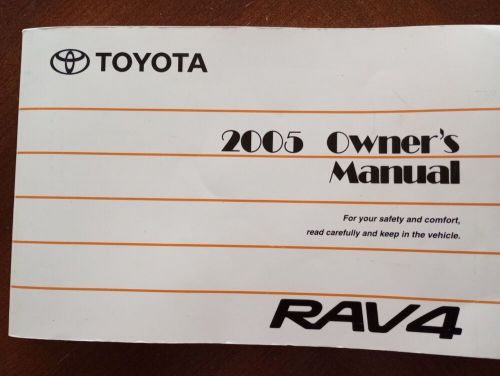 TOYOTA
2005 Owner's
Manual
For your safety and comfort,
read carefully and keep in the vehicle.
RAV4